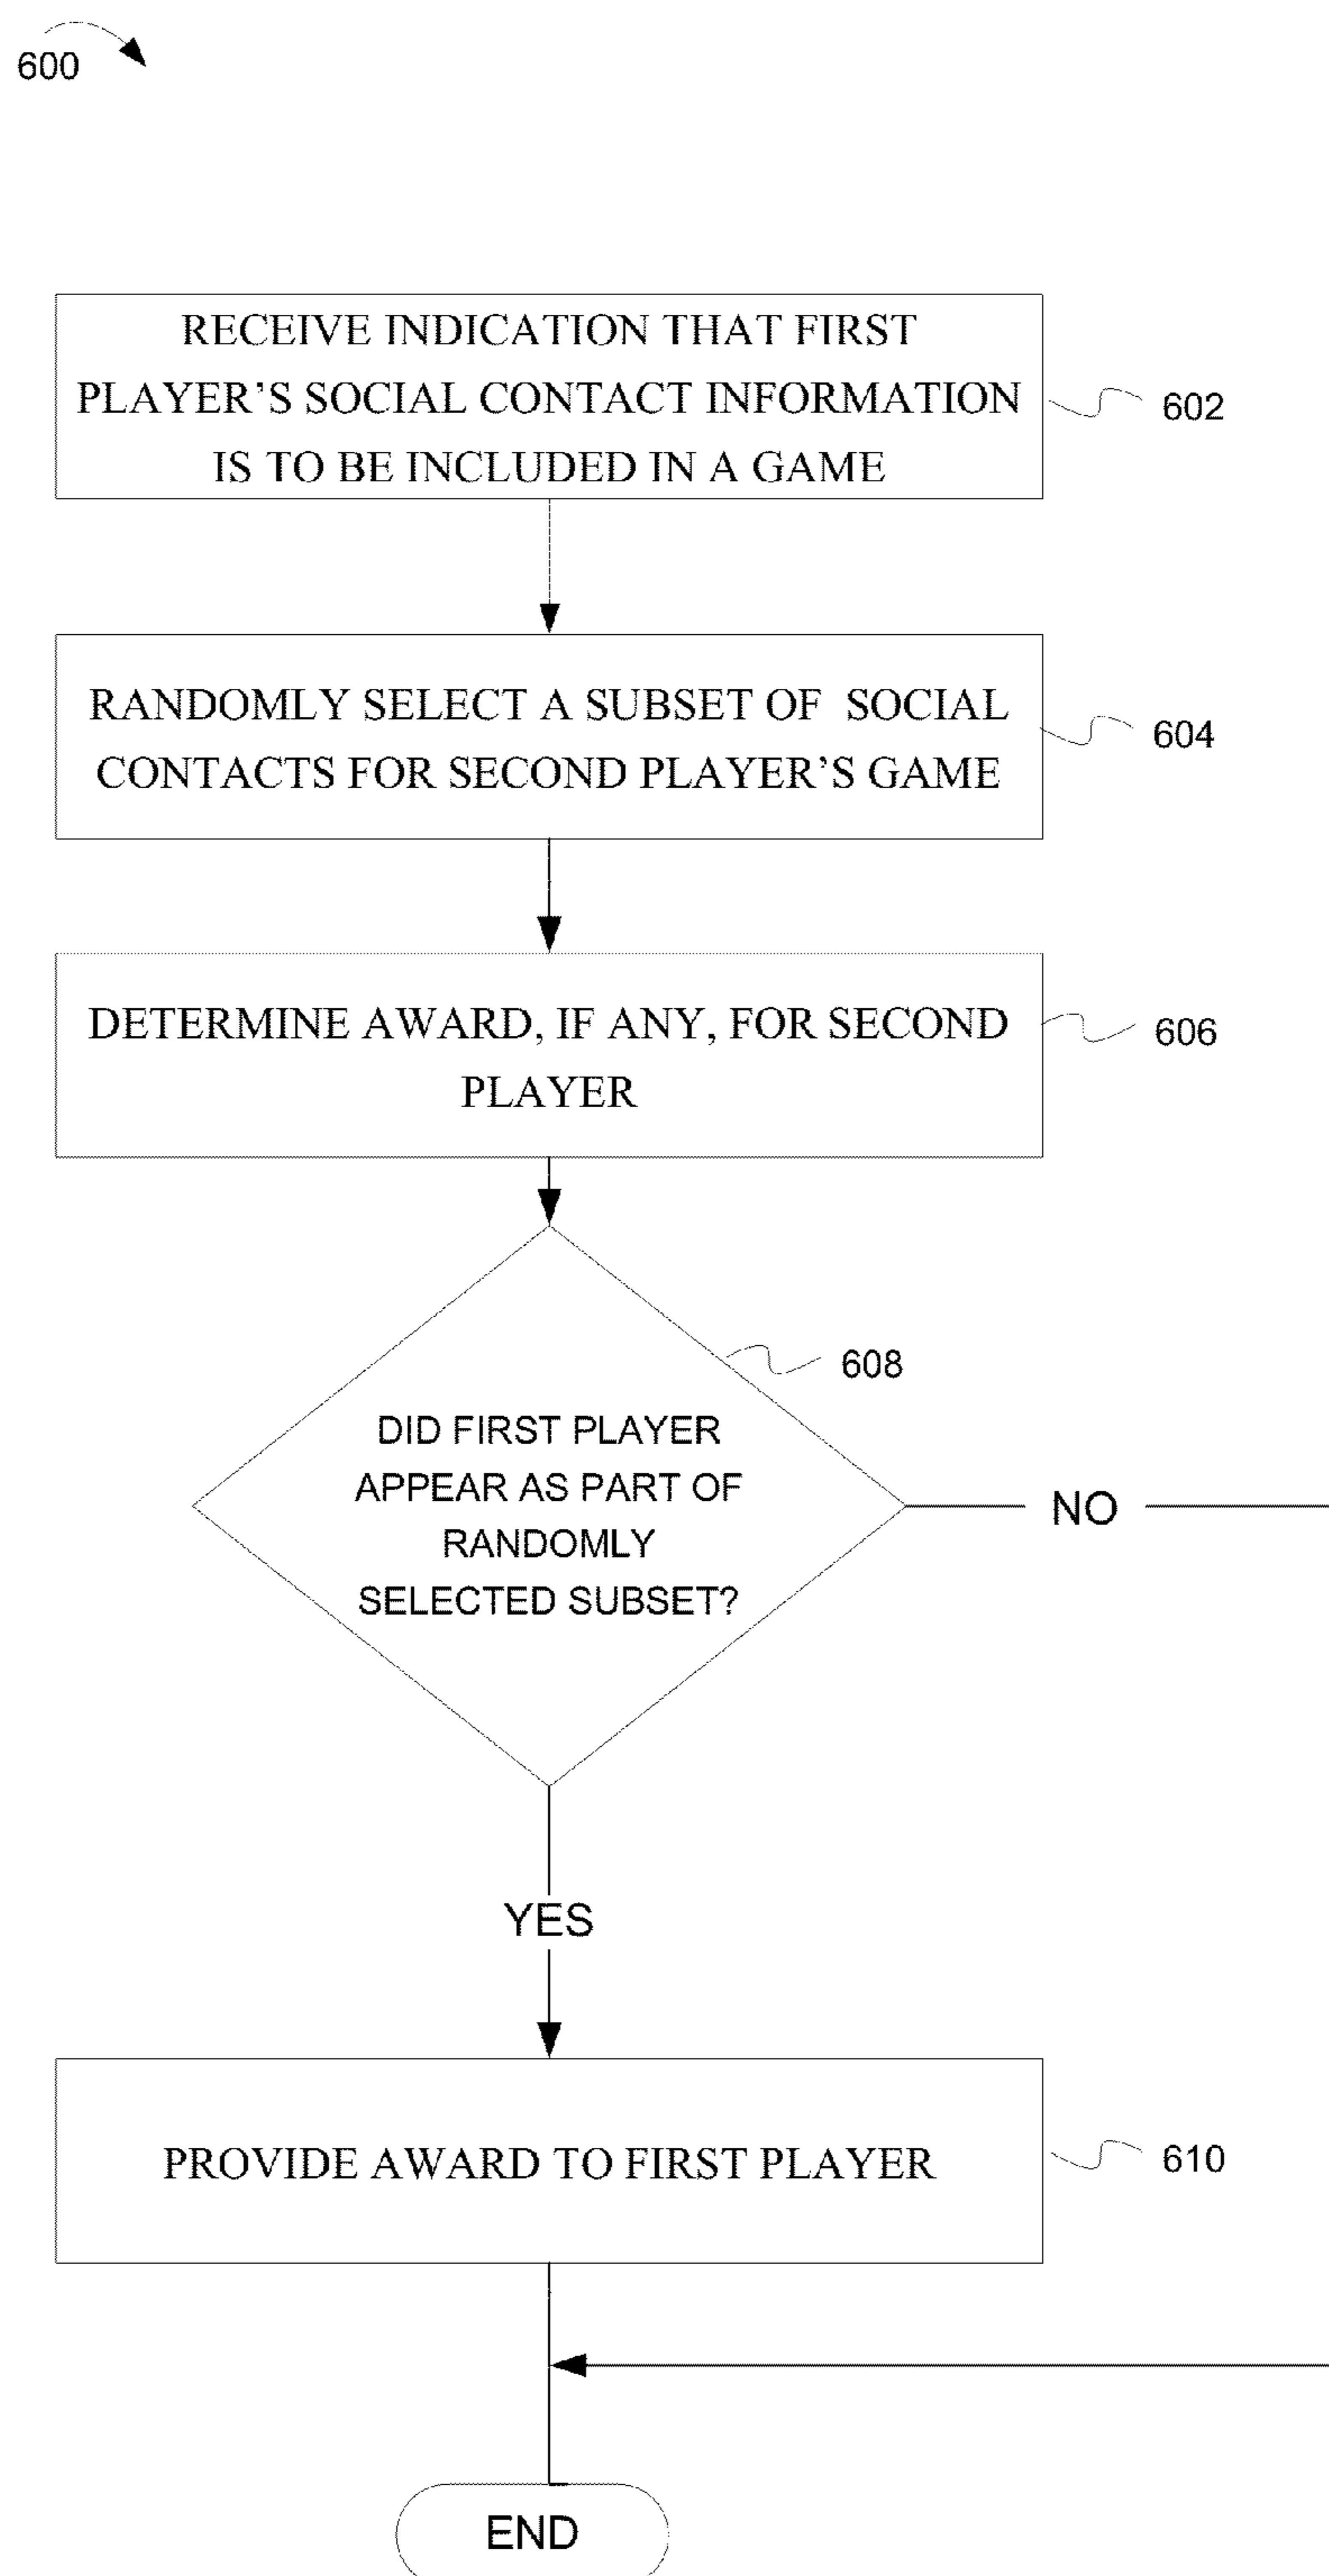 600
RECEIVE INDICATION THAT FIRST
PLAYER’S SOCIAL CONTACT INFORMATION
IS TO BE INCLUDED IN A GAME
602
RANDOMLY SELECT A SUBSET OF SOCIAL
CONTACTS FOR SECOND PLAYER’S GAME
604
DETERMINE AWARD, IF ANY, FOR SECOND
PLAYER
606
608
DID FIRST PLAYER
APPEAR AS PART OF
RANDOMLY
SELECTED SUBSET?
NO
YES
PROVIDE AWARD TO FIRST PLAYER
610
END